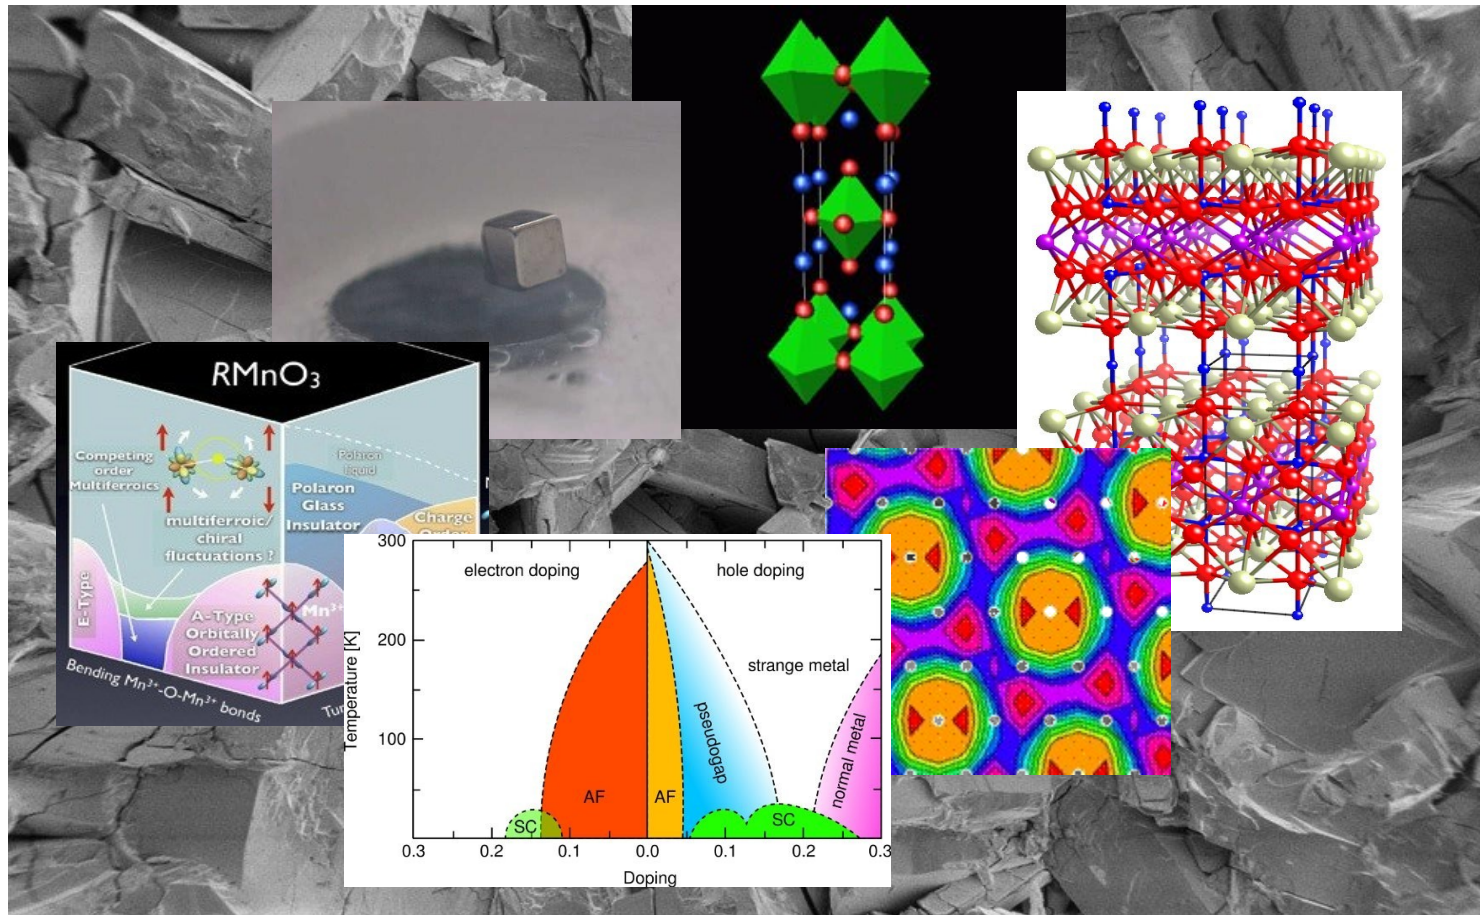 RMnO₃
Competing
order
Multiferroics
multiferroic/
chiral
fluctuations ?
Polaron
liquid
Polaron
Glass
Insulator
Charge
E-Type
A-Type
Orbitally
Ordered
Insulator
Mn³⁺
Bending Mn³⁺-O-Mn³⁺ bonds
300
200
100
Temperature [K]
electron doping
hole doping
strange metal
pseudogap
normal metal
AF
AF
SC
SC
0.3
0.2
0.1
0.0
0.1
0.2
0.3
Doping